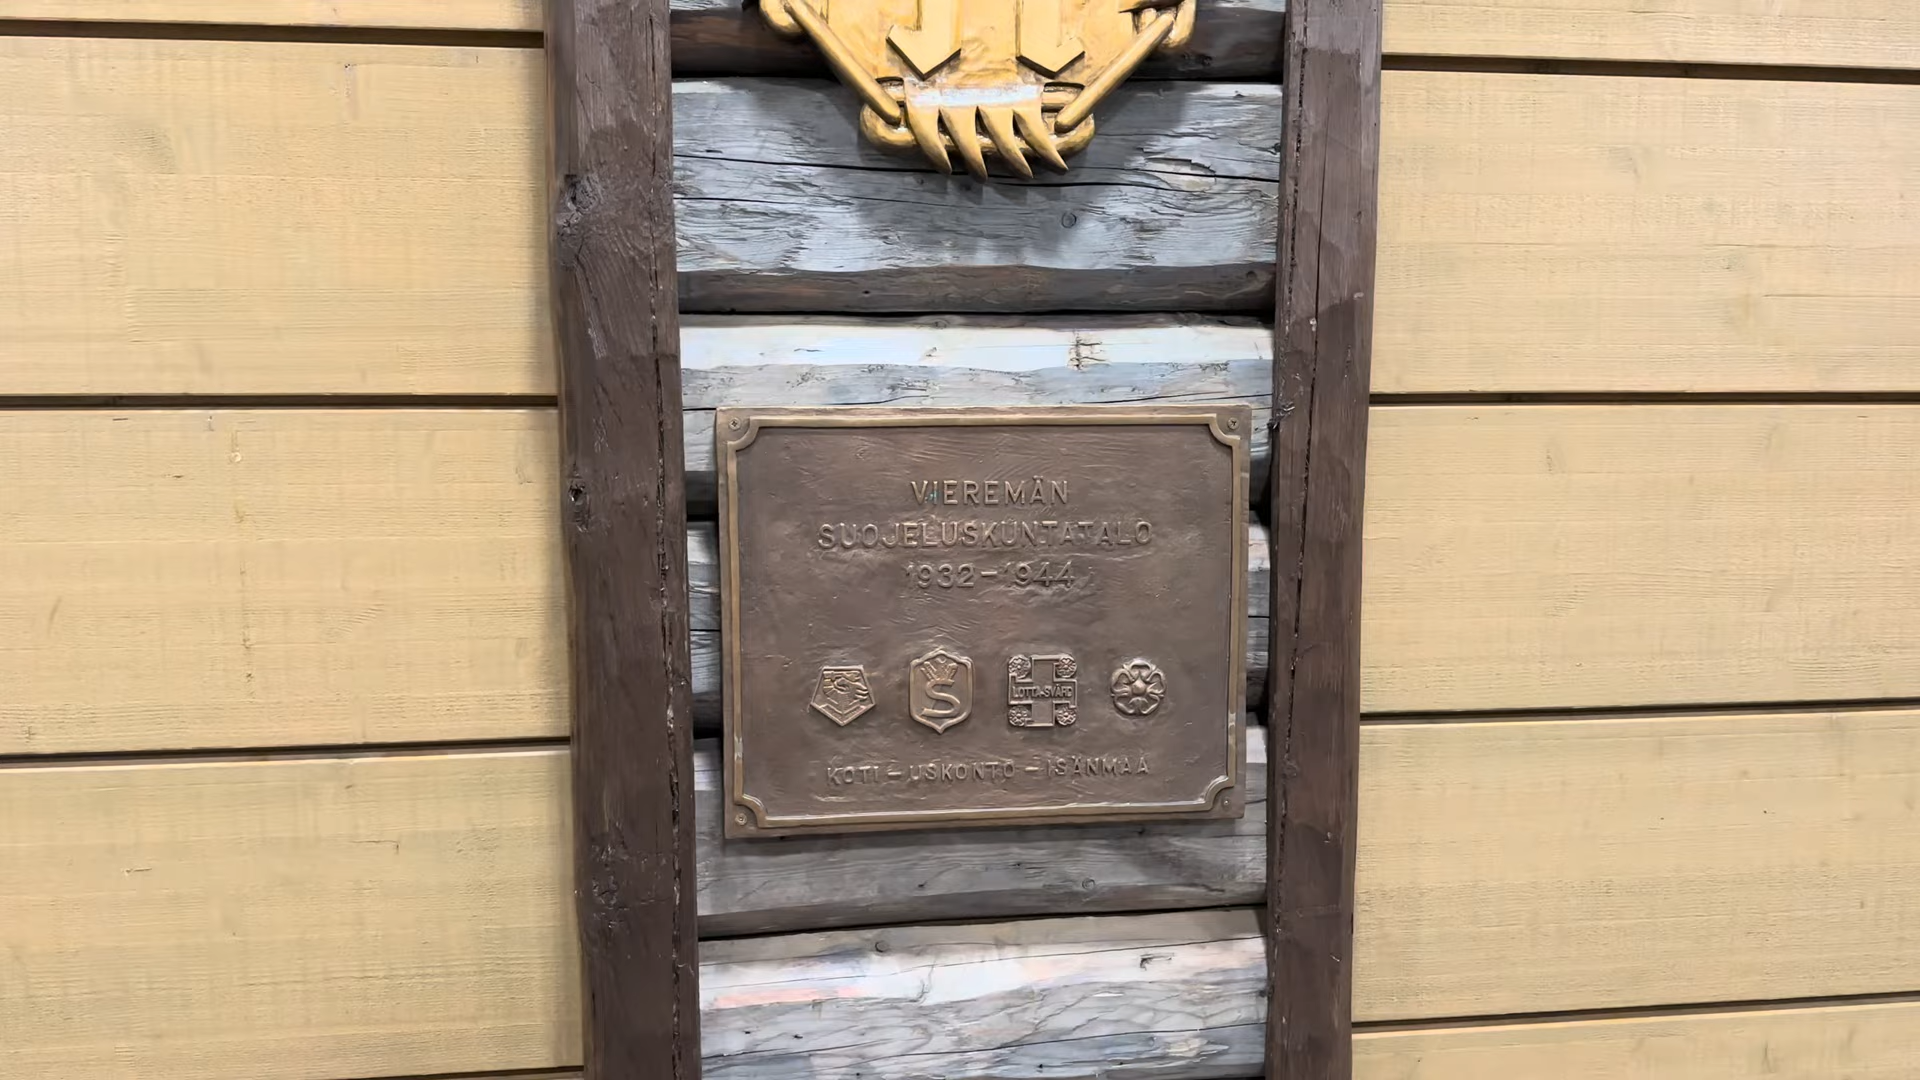 VIEREMÄN
SUOJELUSKUNTATALO
1932-1944
S
LOTTA-SVÄRD
KOTI - USKONTO - ISÄNMAA